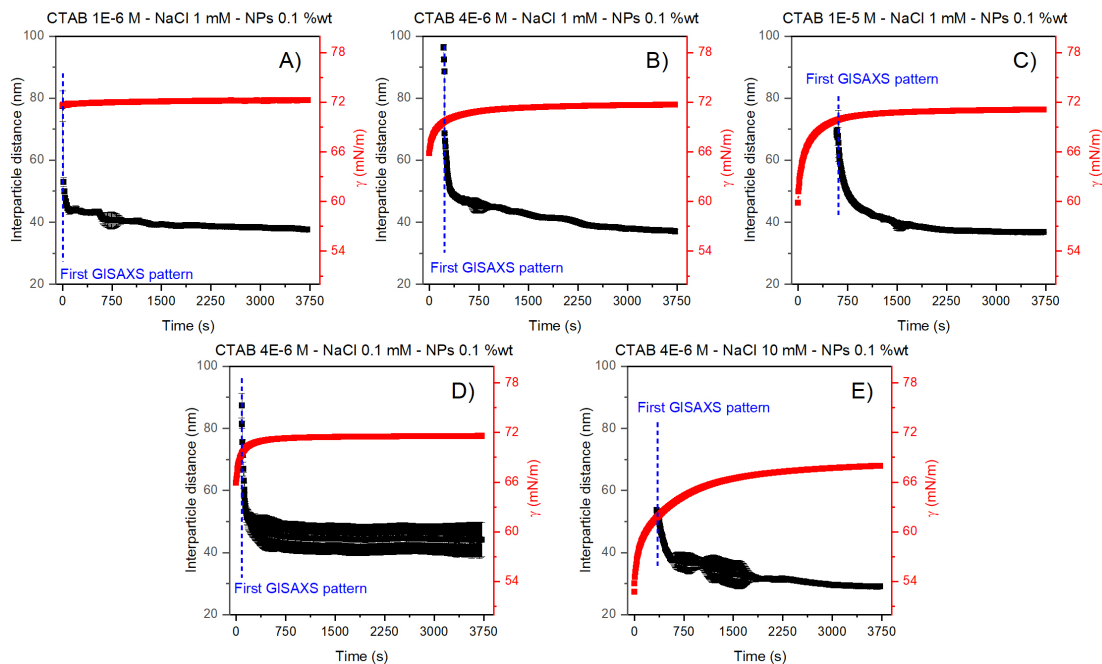 CTAB 1E-6 M - NaCl 1 mM - NPs 0.1 %wt
A)
100
80
60
40
20
Interparticle distance (nm)
78
72
66
60
54
γ (mN/m)
First GISAXS pattern
0 750 1500 2250 3000 3750
Time (s)
CTAB 4E-6 M - NaCl 1 mM - NPs 0.1 %wt
B)
100
80
60
40
20
Interparticle distance (nm)
78
72
66
60
54
γ (mN/m)
First GISAXS pattern
0 750 1500 2250 3000 3750
Time (s)
CTAB 1E-5 M - NaCl 1 mM - NPs 0.1 %wt
C)
100
80
60
40
20
Interparticle distance (nm)
78
72
66
60
54
γ (mN/m)
First GISAXS pattern
0 750 1500 2250 3000 3750
Time (s)
CTAB 4E-6 M - NaCl 0.1 mM - NPs 0.1 %wt
D)
100
80
60
40
20
Interparticle distance (nm)
78
72
66
60
54
γ (mN/m)
First GISAXS pattern
0 750 1500 2250 3000 3750
Time (s)
CTAB 4E-6 M - NaCl 10 mM - NPs 0.1 %wt
E)
100
80
60
40
20
Interparticle distance (nm)
78
72
66
60
54
γ (mN/m)
First GISAXS pattern
0 750 1500 2250 3000 3750
Time (s)